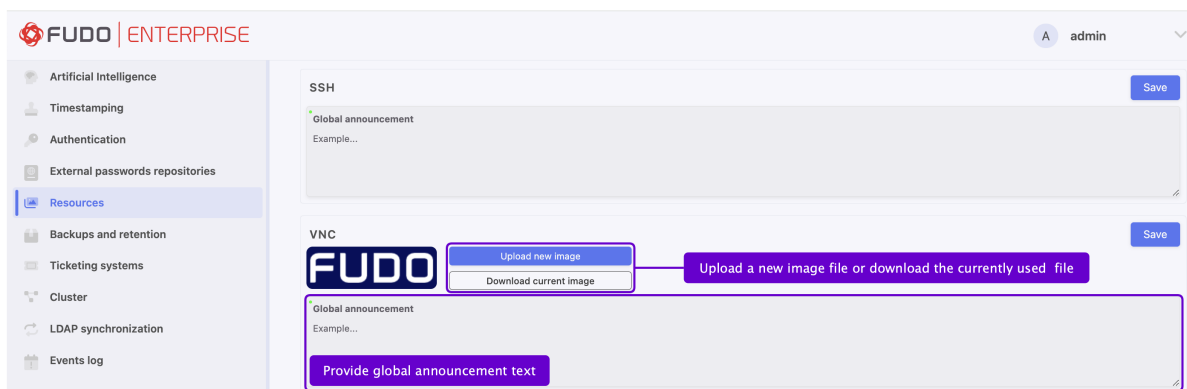 FUDO ENTERPRISE
A admin
Artificial Intelligence
Timestamping
Authentication
External passwords repositories
Resources
Backups and retention
Ticketing systems
Cluster
LDAP synchronization
Events log
SSH
Save
Global announcement
Example...
VNC
Save
FUDO
Upload new image
Download current image
Upload a new image file or download the currently used file
Global announcement
Example...
Provide global announcement text